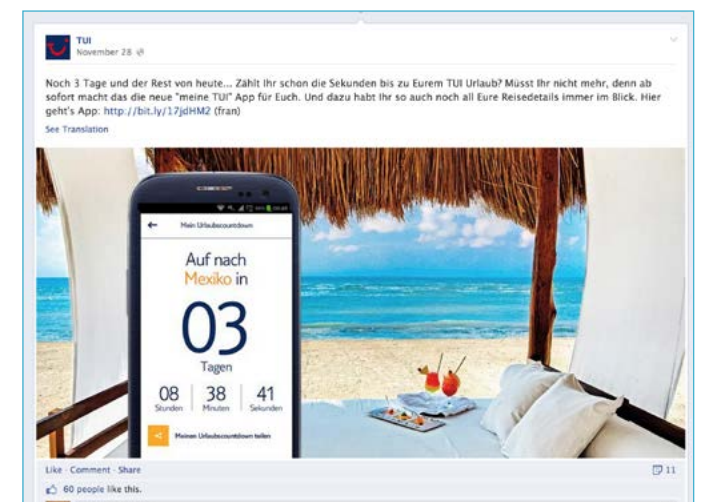 TUI
November 28
Noch 3 Tage und der Rest von heute... Zählt Ihr schon die Sekunden bis zu Eurem TUI Urlaub? Müsst Ihr nicht mehr, denn ab
sofort macht das die neue "meine TUI" App für Euch. Und dazu habt Ihr so auch noch all Eure Reisedetails immer im Blick. Hier
geht's App: http://bit.ly/17jdHM2 (fran)
See Translation
Mein Urlaubscountdown
Auf nach
Mexiko in
03
Tagen
08 38 41
Stunden Minuten Sekunden
Meinen Urlaubscountdown teilen
Like · Comment · Share 11
60 people like this.